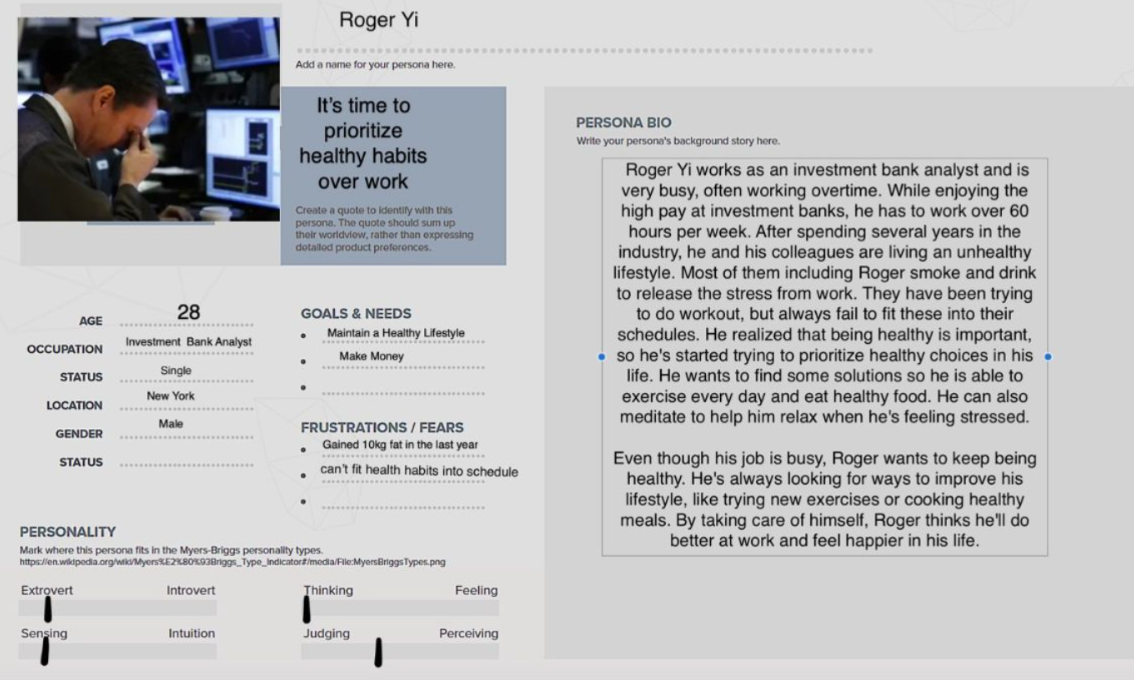 Roger Yi
Add a name for your persona here.
It's time to
prioritize
healthy habits
over work
Create a quote to identify with this
persona. The quote should sum up
their worldview, rather than expressing
detailed product preferences.
AGE 28
OCCUPATION Investment Bank Analyst
STATUS Single
LOCATION New York
GENDER Male
STATUS
GOALS & NEEDS
Maintain a Healthy Lifestyle
Make Money
FRUSTRATIONS / FEARS
Gained 10kg fat in the last year
can't fit health habits into schedule
PERSONALITY
Mark where this persona fits in the Myers-Briggs personality types.
https://en.wikipedia.org/wiki/Myers%E2%80%93Briggs_Type_Indicator#/media/File:MyersBriggsTypes.png
Extrovert Introvert
Thinking Feeling
Sensing Intuition
Judging Perceiving
PERSONA BIO
Write your persona's background story here.
Roger Yi works as an investment bank analyst and is
very busy, often working overtime. While enjoying the
high pay at investment banks, he has to work over 60
hours per week. After spending several years in the
industry, he and his colleagues are living an unhealthy
lifestyle. Most of them including Roger smoke and drink
to release the stress from work. They have been trying
to do workout, but always fail to fit these into their
schedules. He realized that being healthy is important,
so he's started trying to prioritize healthy choices in his
life. He wants to find some solutions so he is able to
exercise every day and eat healthy food. He can also
meditate to help him relax when he's feeling stressed.
Even though his job is busy, Roger wants to keep being
healthy. He's always looking for ways to improve his
lifestyle, like trying new exercises or cooking healthy
meals. By taking care of himself, Roger thinks he'll do
better at work and feel happier in his life.